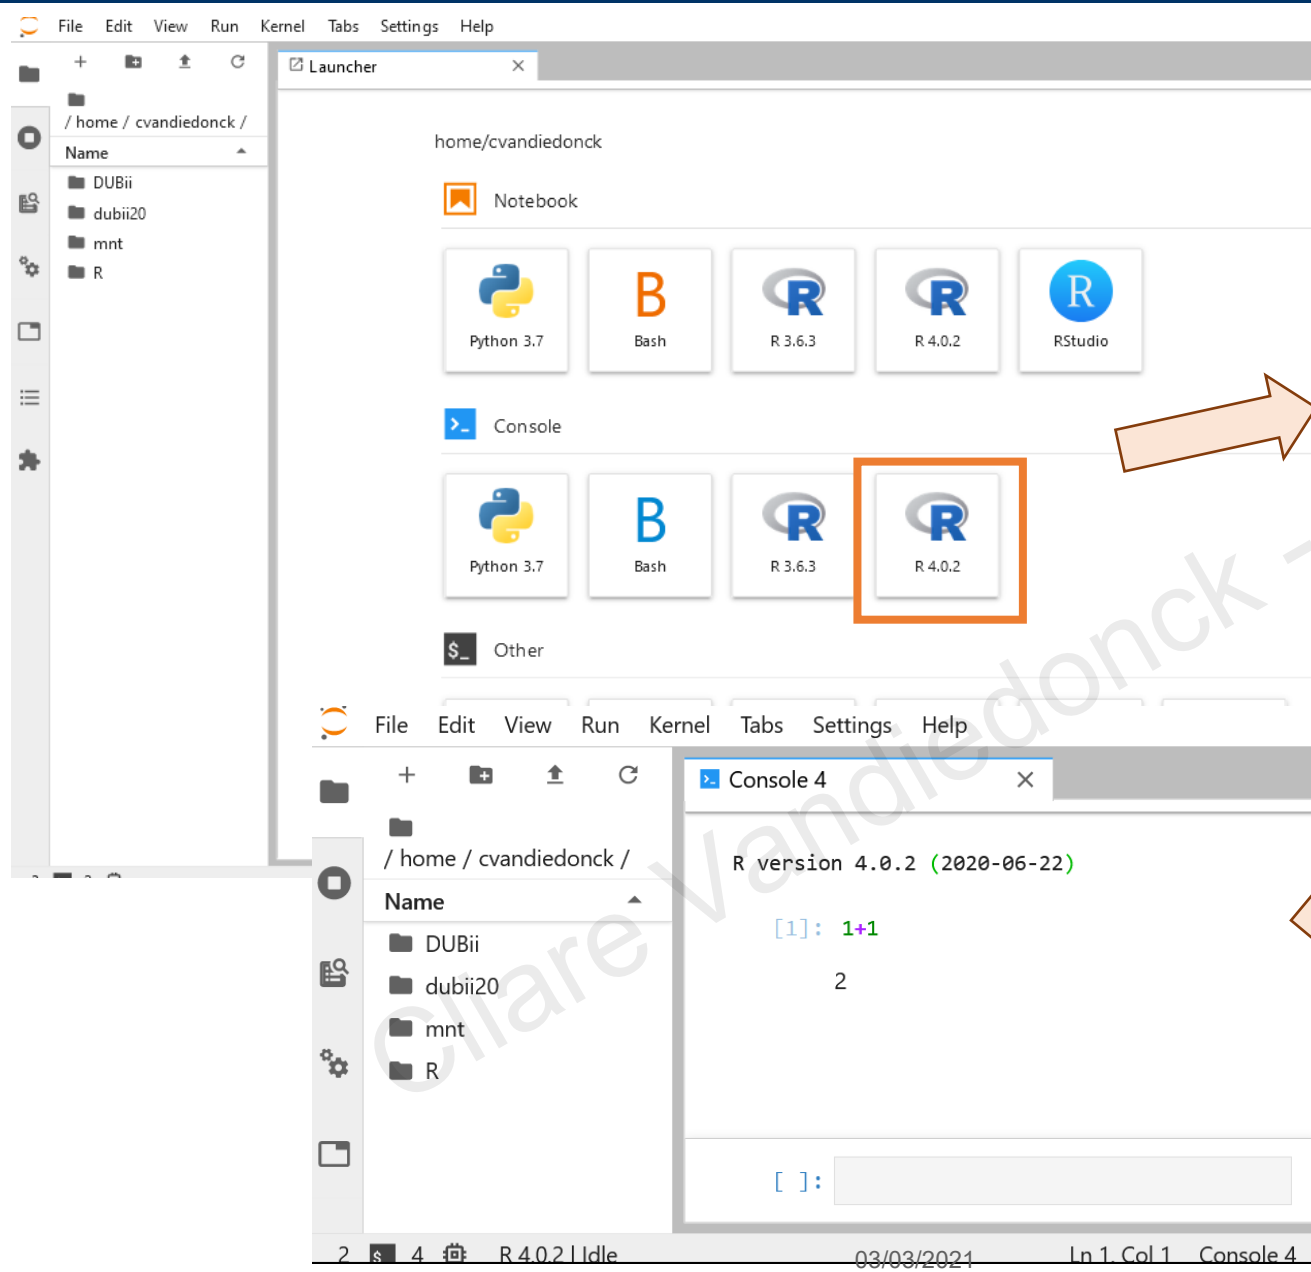 File Edit View Run Kernel Tabs Settings Help
Launcher
/ home / cvandiedonck /
Name
DUBii
dubii20
mnt
R
home/cvandiedonck
Notebook
Python 3.7 Bash R 3.6.3 R 4.0.2 RStudio
Console
Python 3.7 Bash R 3.6.3 R 4.0.2
$_ Other
File Edit View Run Kernel Tabs Settings Help
Console 4
/ home / cvandiedonck /
Name
DUBii
dubii20
mnt
R
R version 4.0.2 (2020-06-22)
[1]: 1+1
2
[ ]:
2 $_ 4 R 4.0.2 | Idle 03/03/2021 Ln 1, Col 1 Console 4
Cliare Vandiedonck -